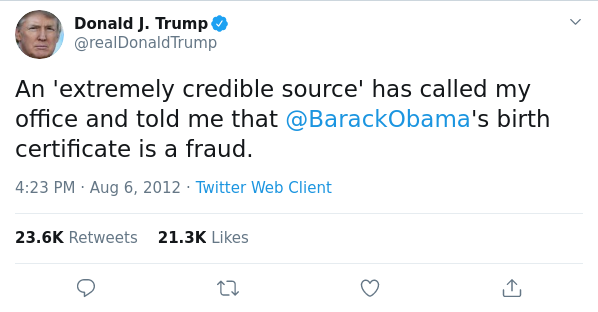 Donald J. Trump
@realDonaldTrump
An 'extremely credible source' has called my
office and told me that @BarackObama's birth
certificate is a fraud.
4:23 PM · Aug 6, 2012 · Twitter Web Client
23.6K Retweets 21.3K Likes